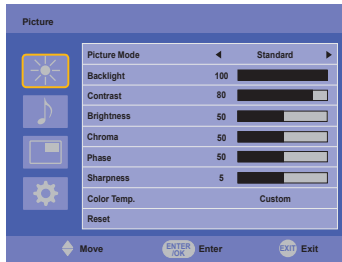 Picture
Picture Mode Standard
Backlight 100
Contrast 80
Brightness 50
Chroma 50
Phase 50
Sharpness 5
Color Temp. Custom
Reset
Move ENTER /OK Enter EXIT Exit